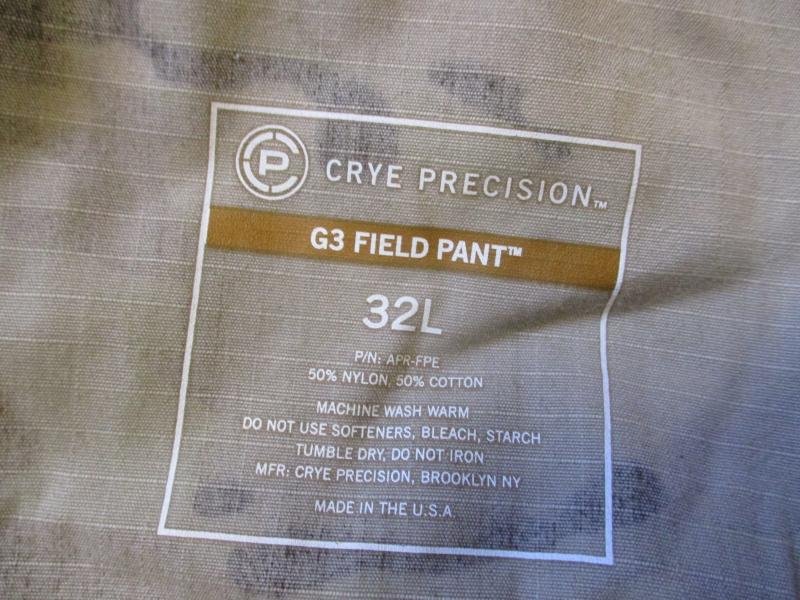 CP CRYE PRECISION™
G3 FIELD PANT™
32L
P/N: APR-FPE
50% NYLON, 50% COTTON
MACHINE WASH WARM
DO NOT USE SOFTENERS, BLEACH, STARCH
TUMBLE DRY, DO NOT IRON
MFR: CRYE PRECISION, BROOKLYN NY
MADE IN THE U.S.A.